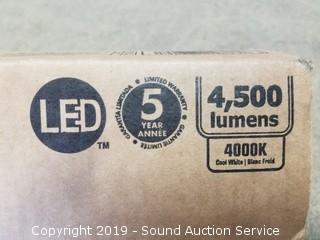 LED
TM
LIMITED WARRANTY
GARANTÍA LIMITADA
GARANTIE LIMITÉE
5
YEAR
ANNÉE
4,500
lumens
4000K
Cool White | Blanc Froid
Copyright 2019 - Sound Auction Service